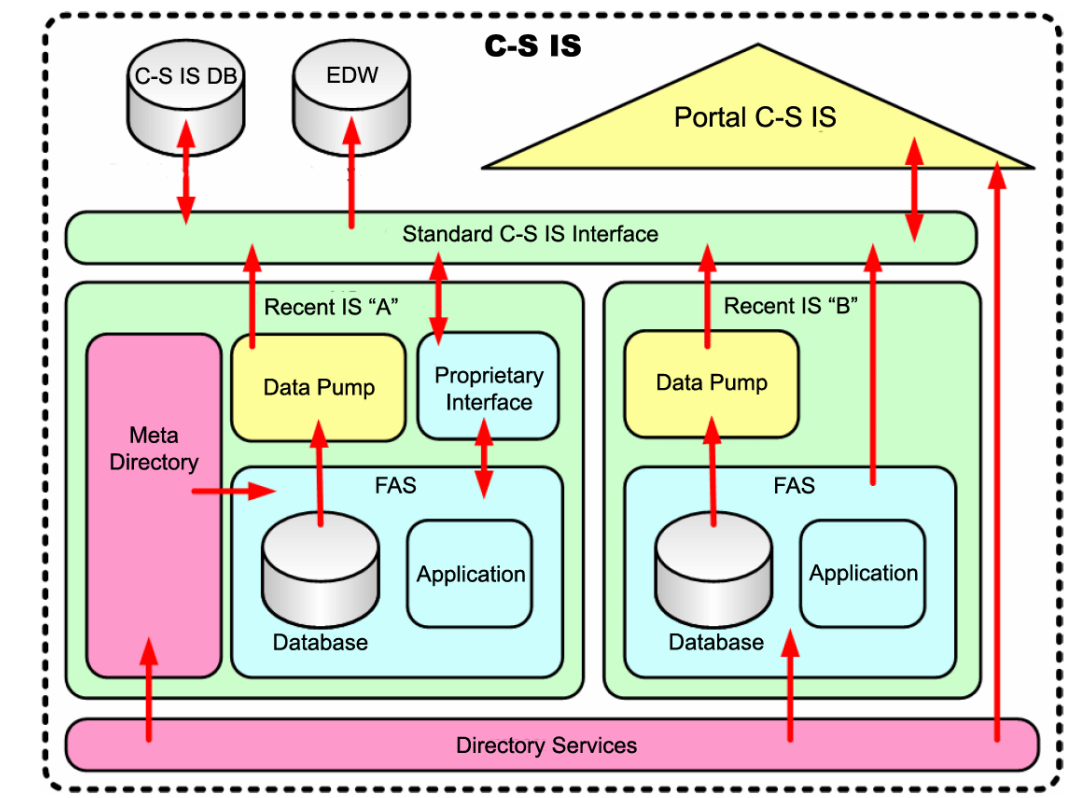 C-S IS
C-S IS DB
EDW
Portal C-S IS
Standard C-S IS Interface
Recent IS “A”
Recent IS “B”
Meta
Directory
Data Pump
Proprietary
Interface
Data Pump
FAS
FAS
Application
Application
Database
Database
Directory Services